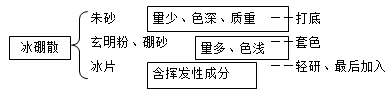 朱砂 量少、色深、质重 打底
冰硼散 玄明粉、硼砂 量多、色浅 套色
冰片 含挥发性成分 轻研、最后加入